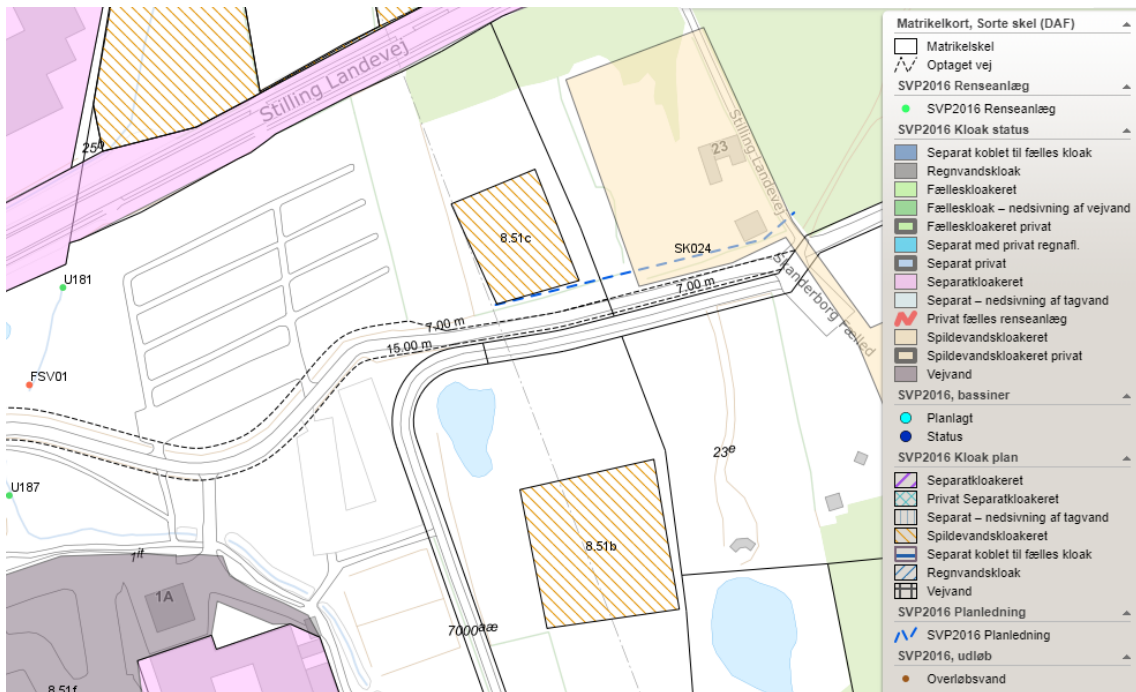 Stilling Landevej
25ᵇ
U181
FSV01
U187
1ⁱᵗ
1A
8.51f
7000ᵃᵆ
8.51c
SK024
7.00 m
7.00 m
15.00 m
8.51b
23ᵉ
23
Stilling Landevej
Skanderborg Fælled
Matrikelkort, Sorte skel (DAF)
Matrikelskel
Optaget vej
SVP2016 Renseanlæg
SVP2016 Renseanlæg
SVP2016 Kloak status
Separat koblet til fælles kloak
Regnvandskloak
Fælleskloakeret
Fælleskloak – nedsivning af vejvand
Fælleskloakeret privat
Separat med privat regnafl.
Separat privat
Separatkloakeret
Separat – nedsivning af tagvand
Privat fælles renseanlæg
Spildevandskloakeret
Spildevandskloakeret privat
Vejvand
SVP2016, bassiner
Planlagt
Status
SVP2016 Kloak plan
Separatkloakeret
Privat Separatkloakeret
Separat – nedsivning af tagvand
Spildevandskloakeret
Separat koblet til fælles kloak
Regnvandskloak
Vejvand
SVP2016 Planledning
SVP2016 Planledning
SVP2016, udløb
Overløbsvand